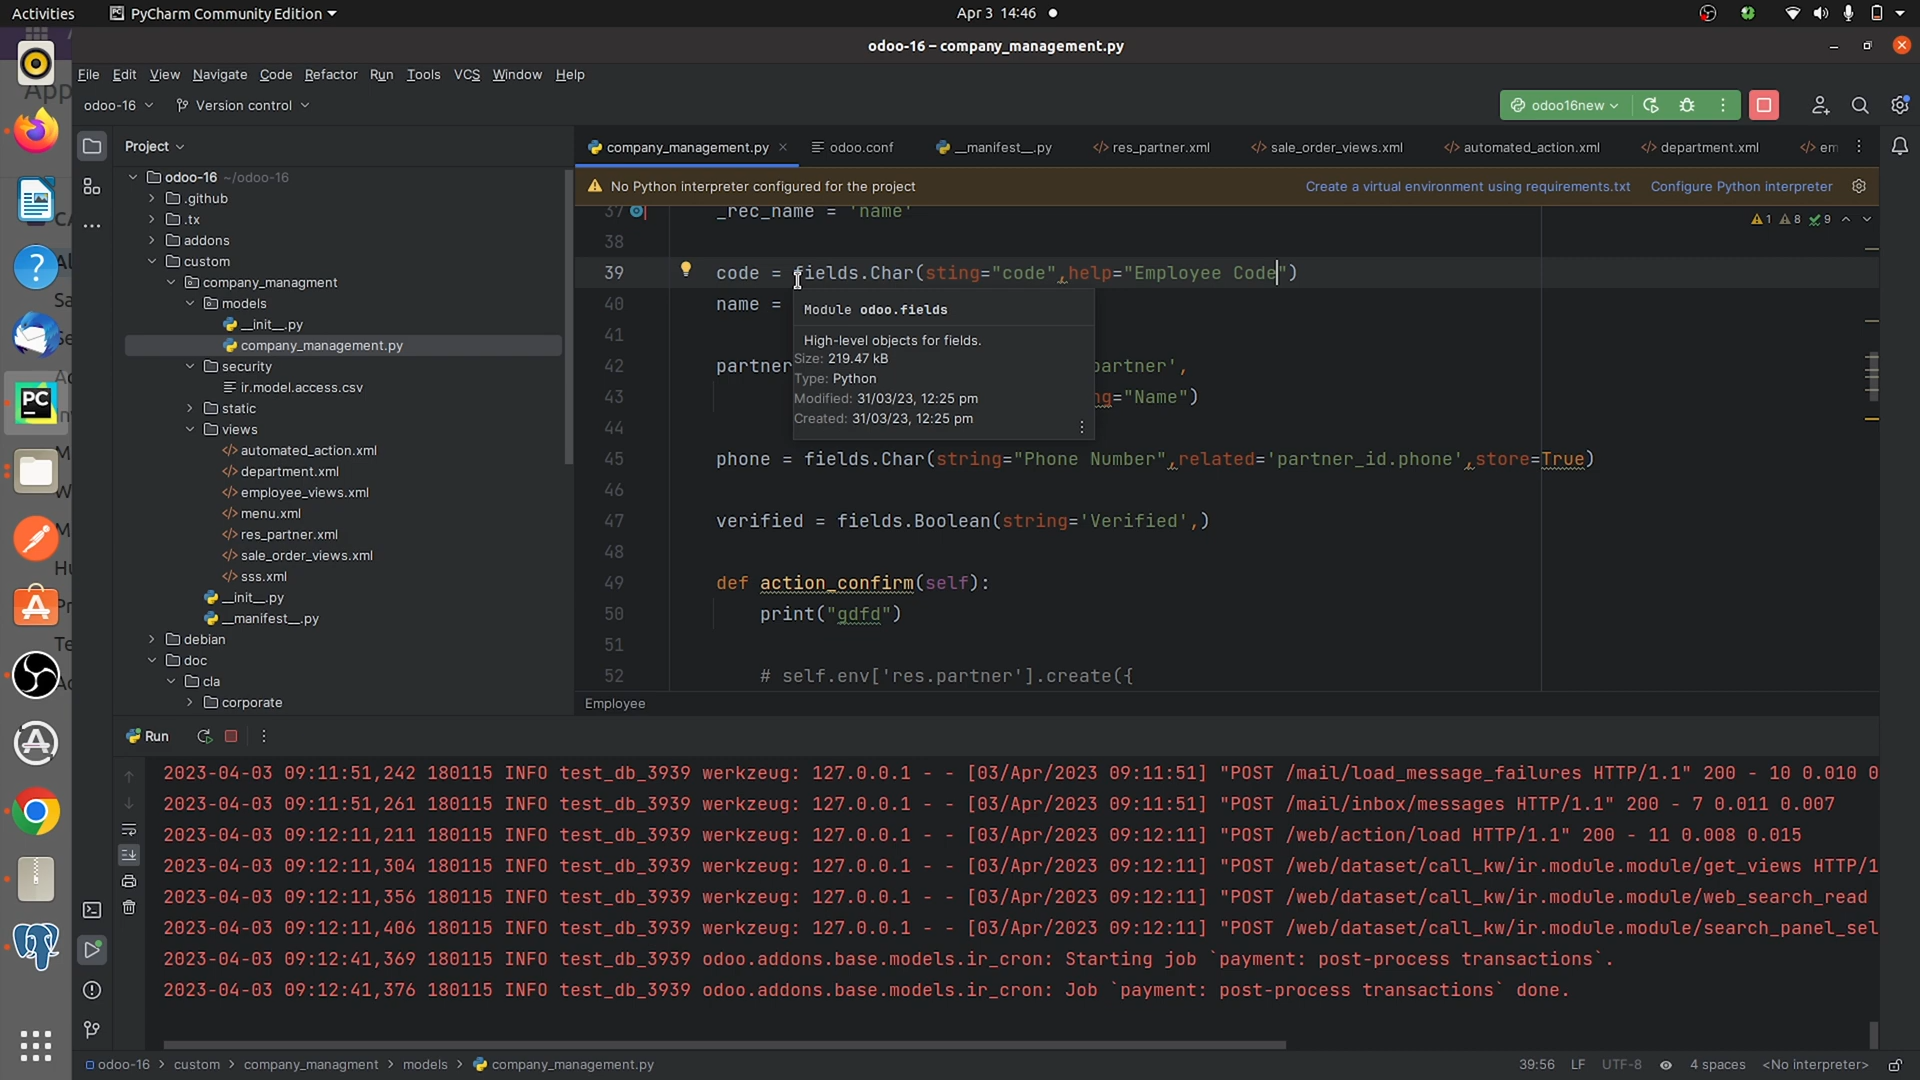 Activities
PyCharm Community Edition
Apr 3 14:46
odoo-16 – company_management.py
File Edit View Navigate Code Refactor Run Tools VCS Window Help
odoo-16
Version control
odoo16new
Project
company_management.py
odoo.conf
__manifest__.py
res_partner.xml
sale_order_views.xml
automated_action.xml
department.xml
em
No Python interpreter configured for the project
Create a virtual environment using requirements.txt
Configure Python interpreter
odoo-16 ~/odoo-16
.github
.tx
addons
custom
company_managment
models
__init__.py
company_management.py
security
ir.model.access.csv
static
views
automated_action.xml
department.xml
employee_views.xml
menu.xml
res_partner.xml
sale_order_views.xml
sss.xml
__init__.py
__manifest__.py
debian
doc
cla
corporate
1 8 9
37 _rec_name = 'name'
38
39 code = fields.Char(sting="code",help="Employee Code")
40 name =
41
42 partner partner',
43 ng="Name")
44
45 phone = fields.Char(string="Phone Number",related='partner_id.phone',store=True)
46
47 verified = fields.Boolean(string='Verified',)
48
49 def action_confirm(self):
50 print("gdfd")
51
52 # self.env['res.partner'].create({
Module odoo.fields
High-level objects for fields.
Size: 219.47 kB
Type: Python
Modified: 31/03/23, 12:25 pm
Created: 31/03/23, 12:25 pm
Employee
Run
2023-04-03 09:11:51,242 180115 INFO test_db_3939 werkzeug: 127.0.0.1 - - [03/Apr/2023 09:11:51] "POST /mail/load_message_failures HTTP/1.1" 200 - 10 0.010 0
2023-04-03 09:11:51,261 180115 INFO test_db_3939 werkzeug: 127.0.0.1 - - [03/Apr/2023 09:11:51] "POST /mail/inbox/messages HTTP/1.1" 200 - 7 0.011 0.007
2023-04-03 09:12:11,211 180115 INFO test_db_3939 werkzeug: 127.0.0.1 - - [03/Apr/2023 09:12:11] "POST /web/action/load HTTP/1.1" 200 - 11 0.008 0.015
2023-04-03 09:12:11,304 180115 INFO test_db_3939 werkzeug: 127.0.0.1 - - [03/Apr/2023 09:12:11] "POST /web/dataset/call_kw/ir.module.module/get_views HTTP/1
2023-04-03 09:12:11,356 180115 INFO test_db_3939 werkzeug: 127.0.0.1 - - [03/Apr/2023 09:12:11] "POST /web/dataset/call_kw/ir.module.module/web_search_read
2023-04-03 09:12:11,406 180115 INFO test_db_3939 werkzeug: 127.0.0.1 - - [03/Apr/2023 09:12:11] "POST /web/dataset/call_kw/ir.module.module/search_panel_sel
2023-04-03 09:12:41,369 180115 INFO test_db_3939 odoo.addons.base.models.ir_cron: Starting job `payment: post-process transactions`.
2023-04-03 09:12:41,376 180115 INFO test_db_3939 odoo.addons.base.models.ir_cron: Job `payment: post-process transactions` done.
odoo-16 > custom > company_managment > models > company_management.py
39:56 LF UTF-8 4 spaces <No interpreter>